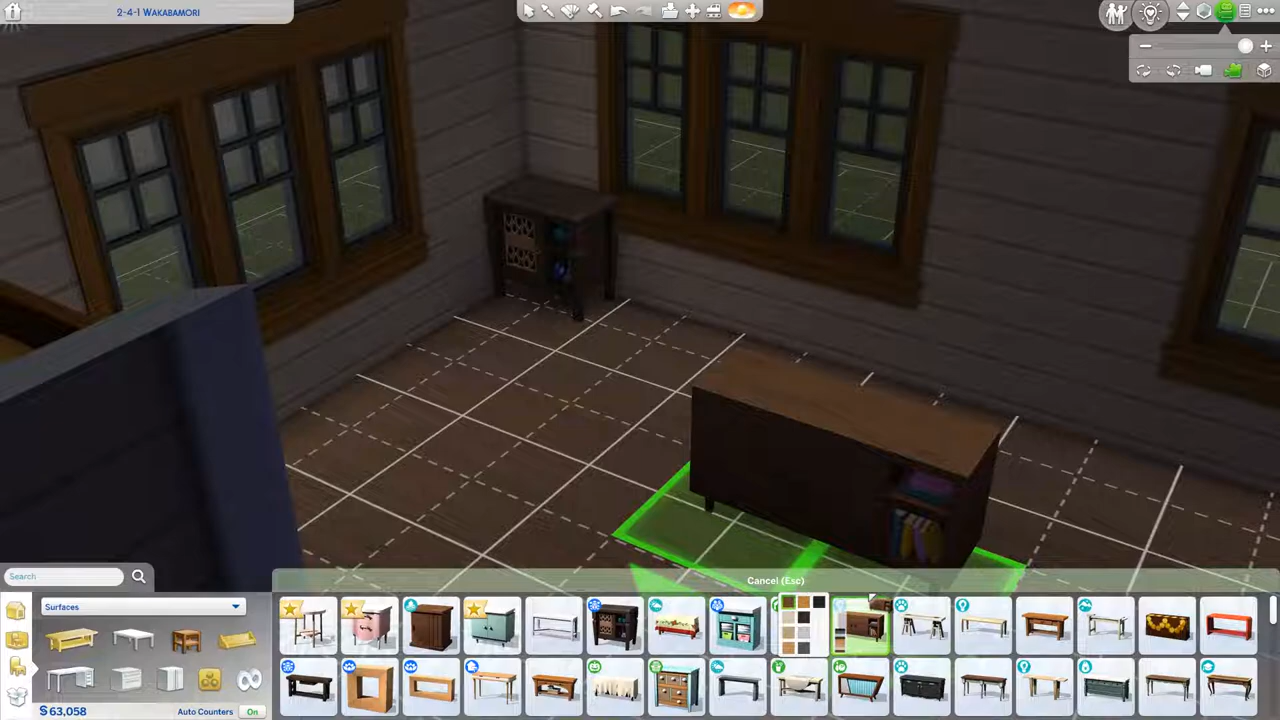 2-4-1 WAKABAMORI
Cancel (Esc)
Search
Surfaces
$63,058
Auto Counters On